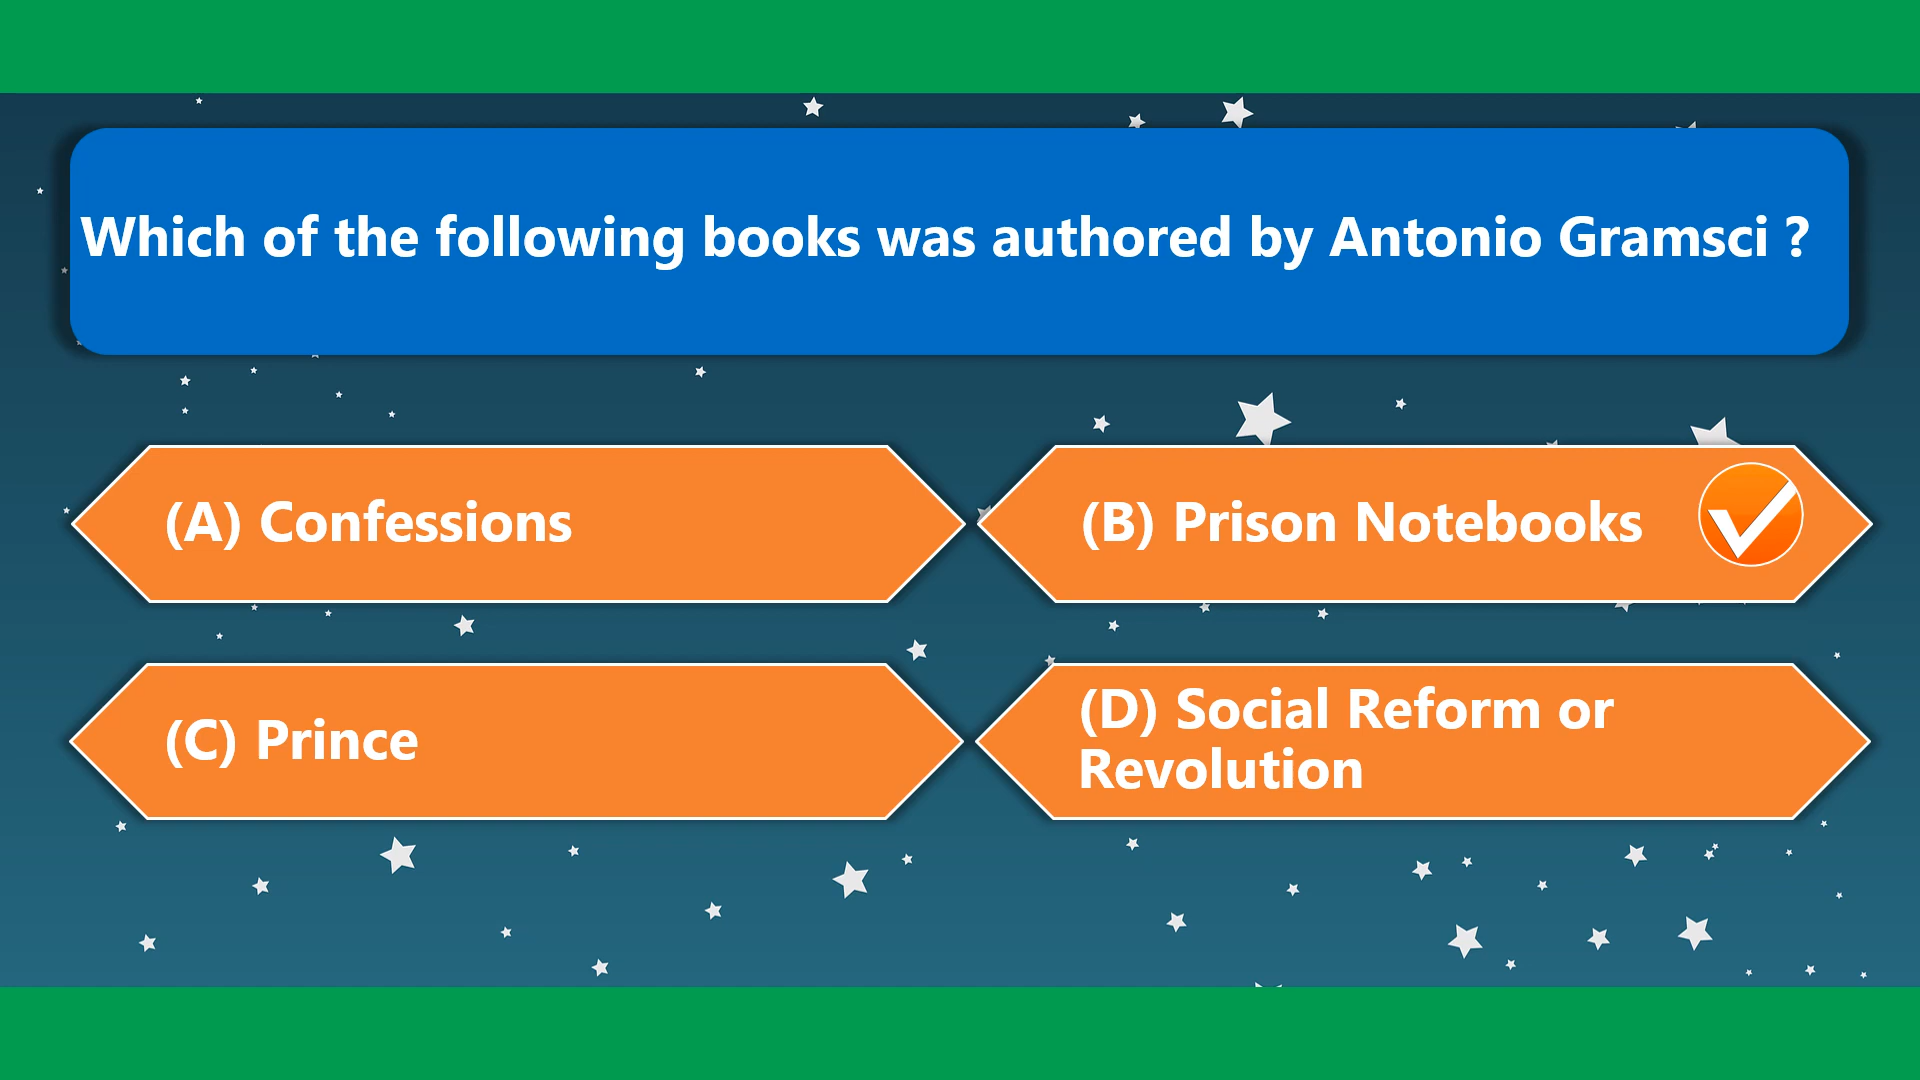 Which of the following books was authored by Antonio Gramsci ?
(A) Confessions
(B) Prison Notebooks
(C) Prince
(D) Social Reform or
Revolution